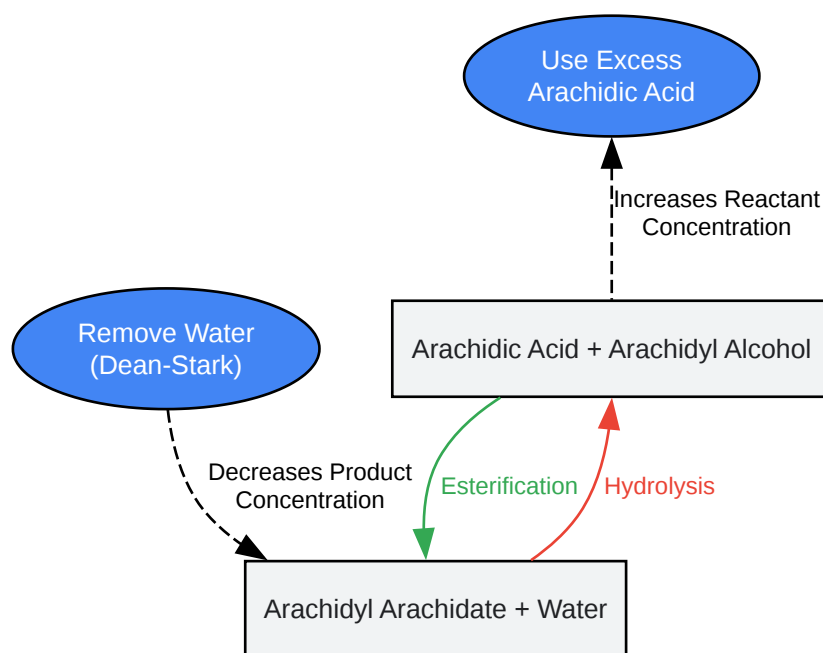 Use Excess
Arachidic Acid
Increases Reactant
Concentration
Remove Water
(Dean-Stark)
Arachidic Acid + Arachidyl Alcohol
Decreases Product
Concentration
Esterification
Hydrolysis
Arachidyl Arachidate + Water